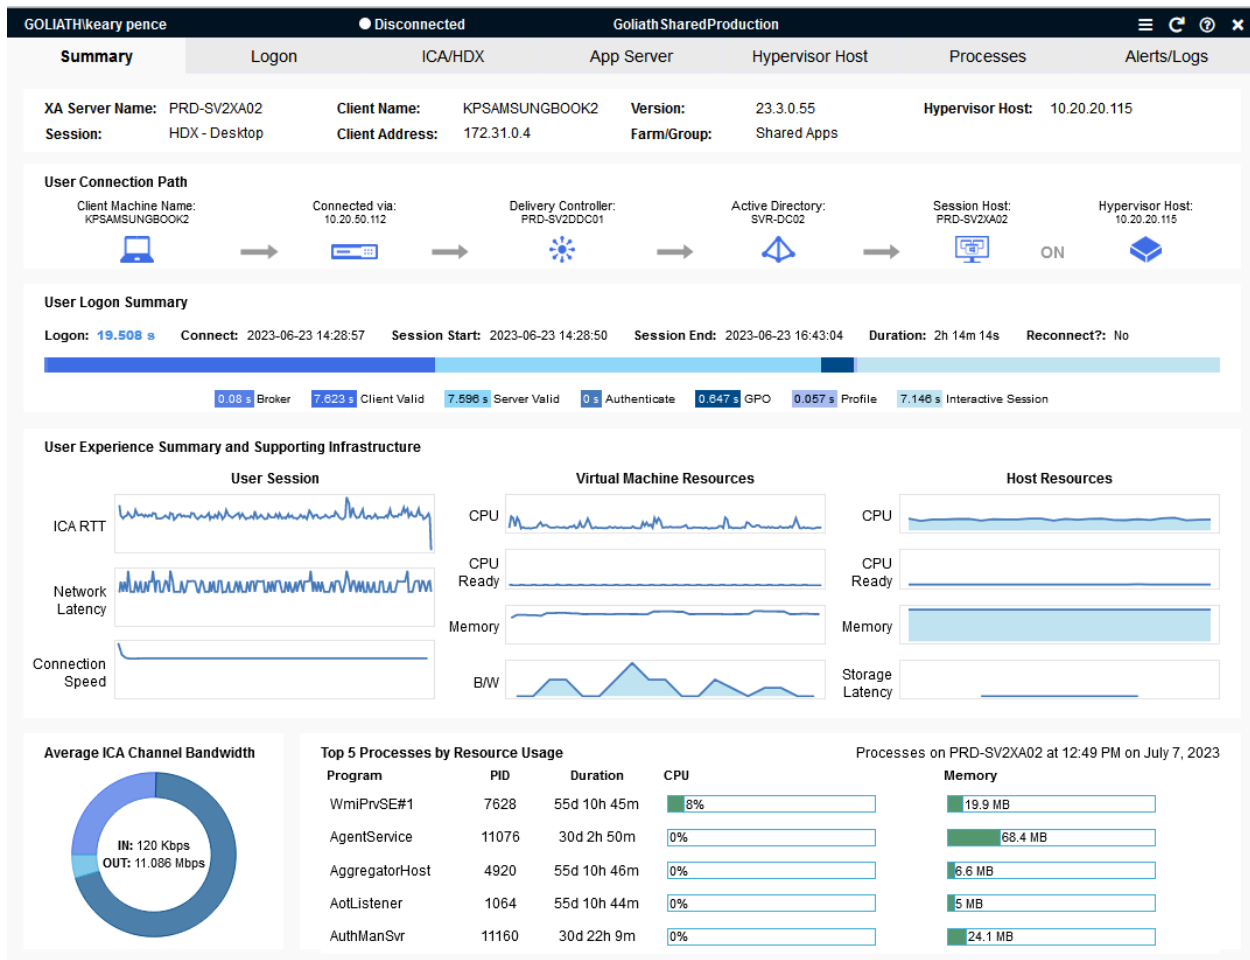 GOLIATH\keary pence Disconnected GoliathSharedProduction
Summary Logon ICA/HDX App Server Hypervisor Host Processes Alerts/Logs
XA Server Name: PRD-SV2XA02 Client Name: KPSAMSUNGBOOK2 Version: 23.3.0.55 Hypervisor Host: 10.20.20.115
Session: HDX - Desktop Client Address: 172.31.0.4 Farm/Group: Shared Apps
User Connection Path
Client Machine Name: Connected via: Delivery Controller: Active Directory: Session Host: Hypervisor Host:
KPSAMSUNGBOOK2 10.20.50.112 PRD-SV2DDC01 SVR-DC02 PRD-SV2XA02 10.20.20.115
ON
User Logon Summary
Logon: 19.508 s Connect: 2023-06-23 14:28:57 Session Start: 2023-06-23 14:28:50 Session End: 2023-06-23 16:43:04 Duration: 2h 14m 14s Reconnect?: No
0.08 s Broker 7.623 s Client Valid 7.596 s Server Valid 0 s Authenticate 0.647 s GPO 0.057 s Profile 7.146 s Interactive Session
User Experience Summary and Supporting Infrastructure
User Session Virtual Machine Resources Host Resources
ICA RTT
Network
Latency
Connection
Speed
CPU
CPU
Ready
Memory
B/W
CPU
CPU
Ready
Memory
Storage
Latency
Average ICA Channel Bandwidth
IN: 120 Kbps
OUT: 11.086 Mbps
Top 5 Processes by Resource Usage Processes on PRD-SV2XA02 at 12:49 PM on July 7, 2023
Program PID Duration CPU Memory
WmiPrvSE#1 7628 55d 10h 45m 8% 19.9 MB
AgentService 11076 30d 2h 50m 0% 68.4 MB
AggregatorHost 4920 55d 10h 46m 0% 6.6 MB
AotListener 1064 55d 10h 44m 0% 5 MB
AuthManSvr 11160 30d 22h 9m 0% 24.1 MB